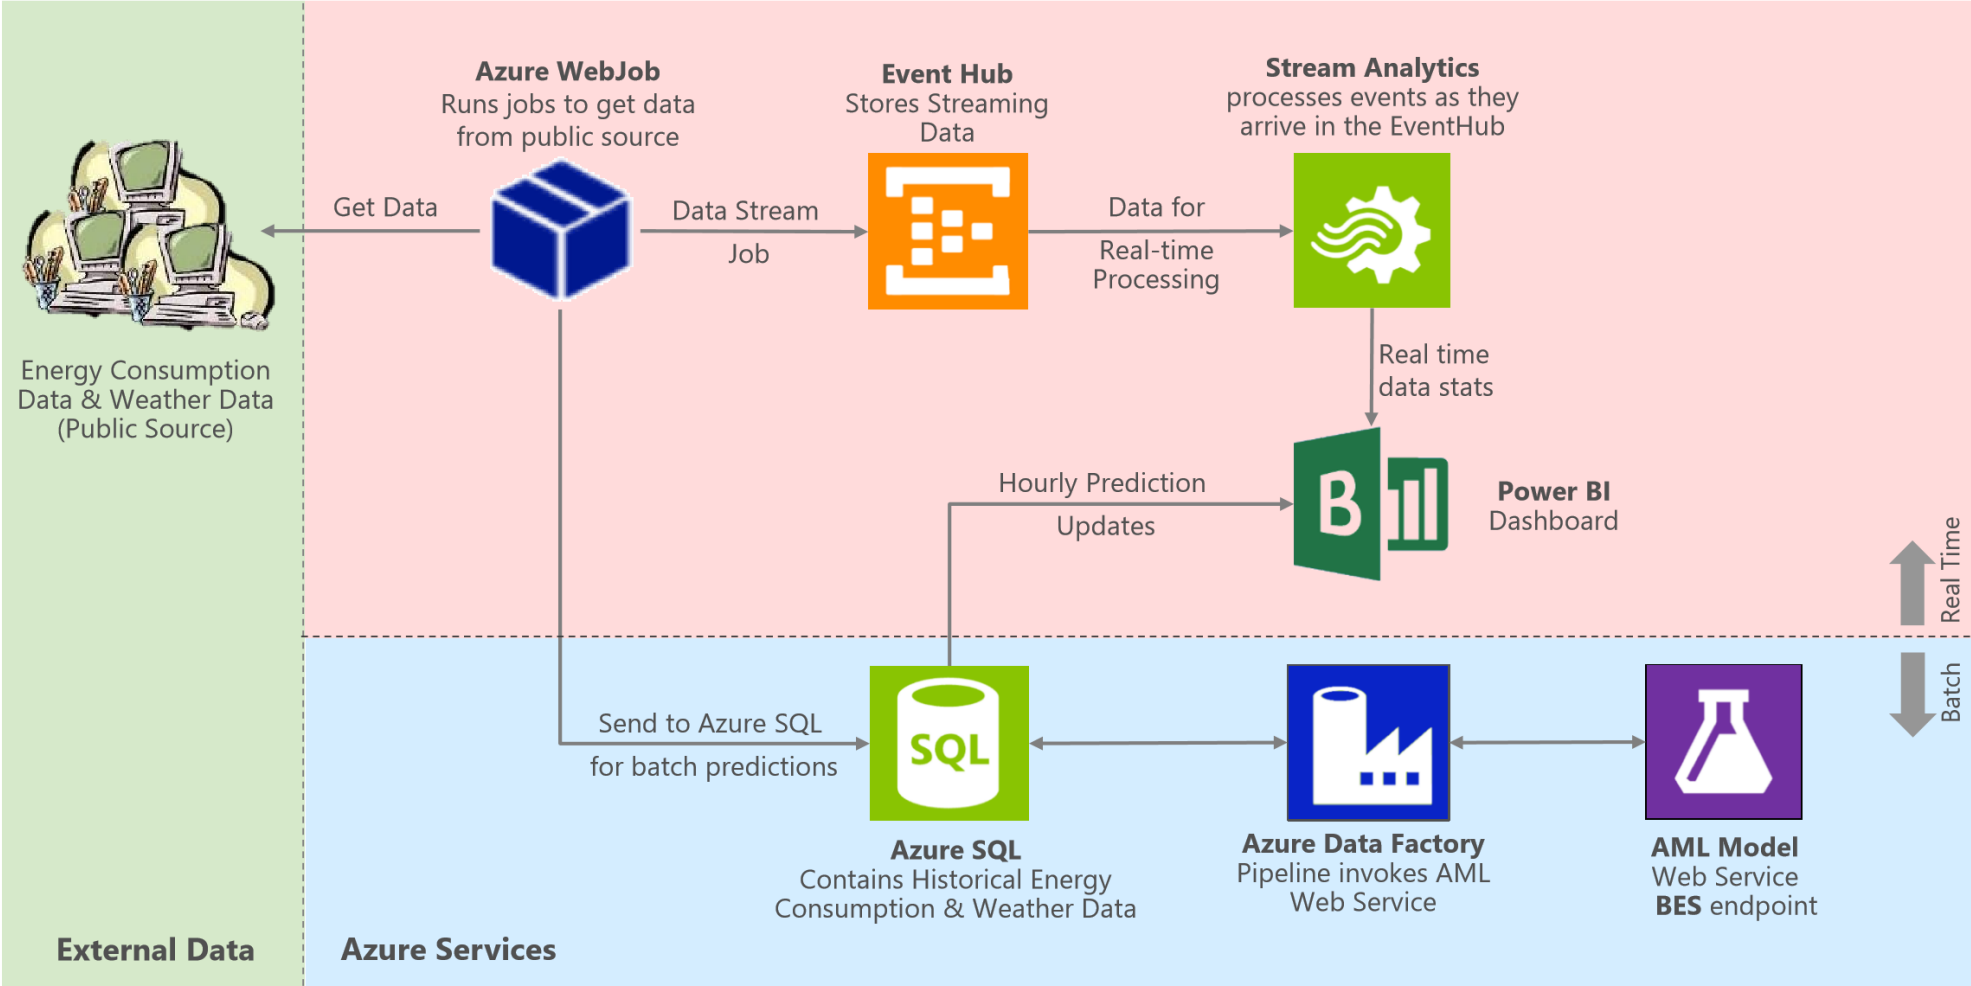 Azure WebJob
Runs jobs to get data
from public source
Event Hub
Stores Streaming
Data
Stream Analytics
processes events as they
arrive in the EventHub
Get Data
Data Stream
Job
Data for
Real-time
Processing
Energy Consumption
Data & Weather Data
(Public Source)
Real time
data stats
Hourly Prediction
Updates
B
Power BI
Dashboard
Real Time
Batch
Send to Azure SQL
for batch predictions
SQL
Azure SQL
Contains Historical Energy
Consumption & Weather Data
Azure Data Factory
Pipeline invokes AML
Web Service
AML Model
Web Service
BES endpoint
External Data
Azure Services